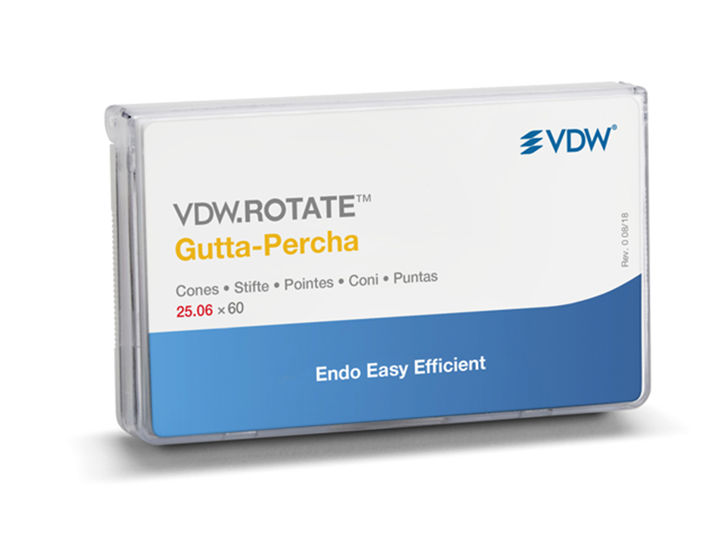 VDW®
VDW.ROTATE™
Gutta-Percha
Cones • Stifte • Pointes • Coni • Puntas
25.06 × 60
Rev. 0 08/18
Endo Easy Efficient